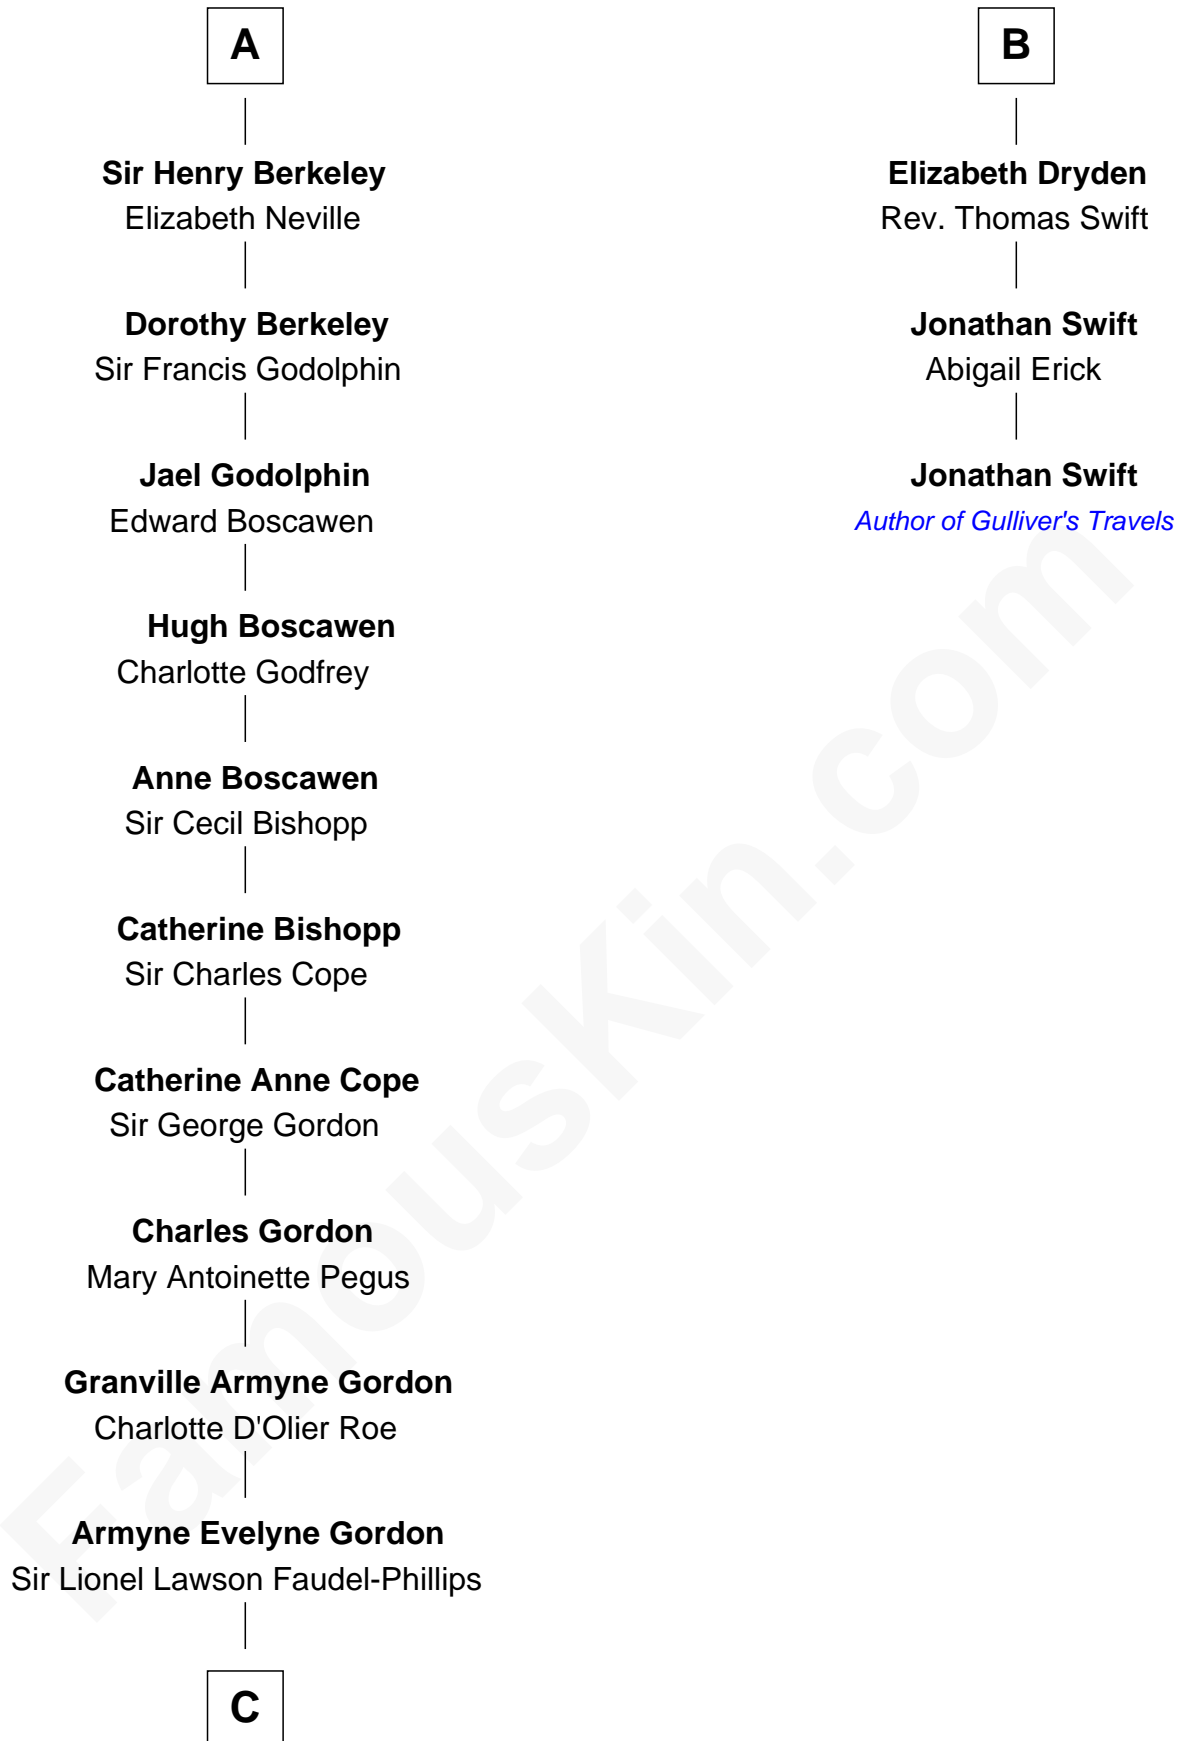 A
Sir Henry Berkeley
Elizabeth Neville
Dorothy Berkeley
Sir Francis Godolphin
Jael Godolphin
Edward Boscawen
Hugh Boscawen
Charlotte Godfrey
Anne Boscawen
Sir Cecil Bishopp
Catherine Bishopp
Sir Charles Cope
Catherine Anne Cope
Sir George Gordon
Charles Gordon
Mary Antoinette Pegus
Granville Armyne Gordon
Charlotte D'Olier Roe
Armyne Evelyne Gordon
Sir Lionel Lawson Faudel-Phillips
C
B
Elizabeth Dryden
Rev. Thomas Swift
Jonathan Swift
Abigail Erick
Jonathan Swift
Author of Gulliver's Travels
FamousKin.com